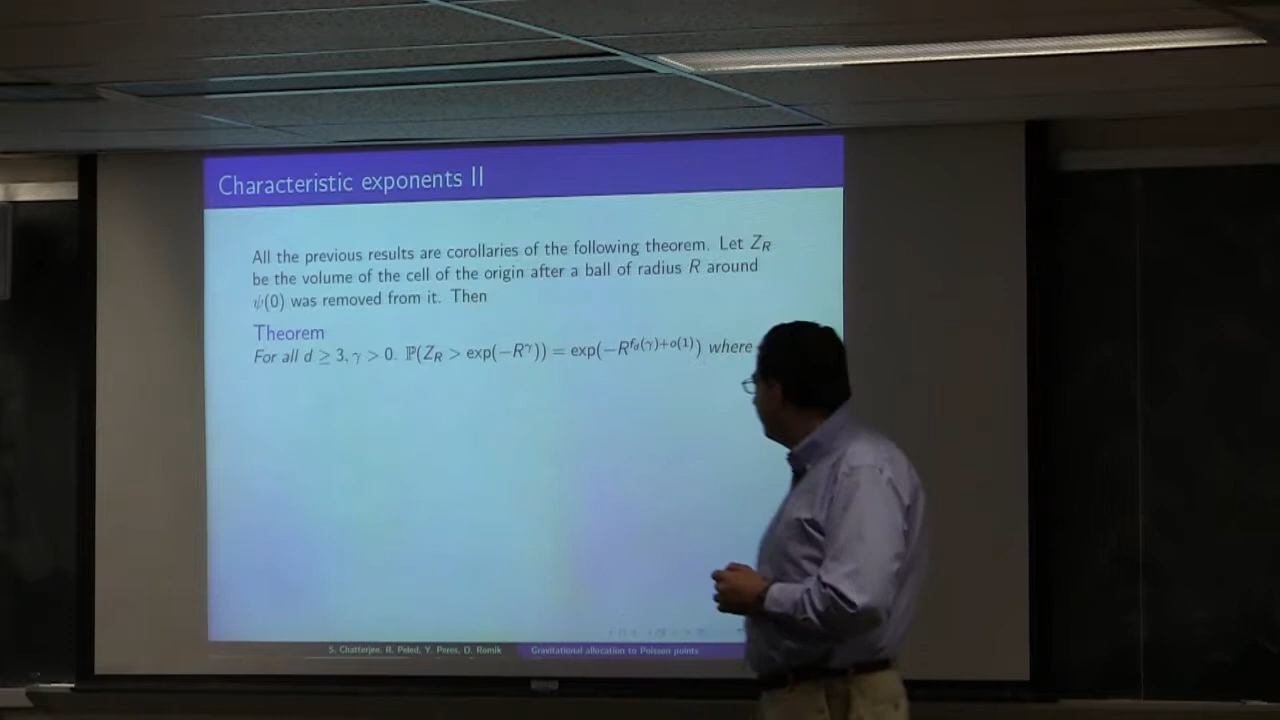 Characteristic exponents II
All the previous results are corollaries of the following theorem. Let Z_R
be the volume of the cell of the origin after a ball of radius R around
ψ(0) was removed from it. Then
Theorem
For all d ≥ 3, γ > 0. ℙ(Z_R > exp(−R^γ)) = exp(−R^{f_d(γ)+o(1)}) where
S. Chatterjee, R. Peled, Y. Peres, D. Romik Gravitational allocation to Poisson points